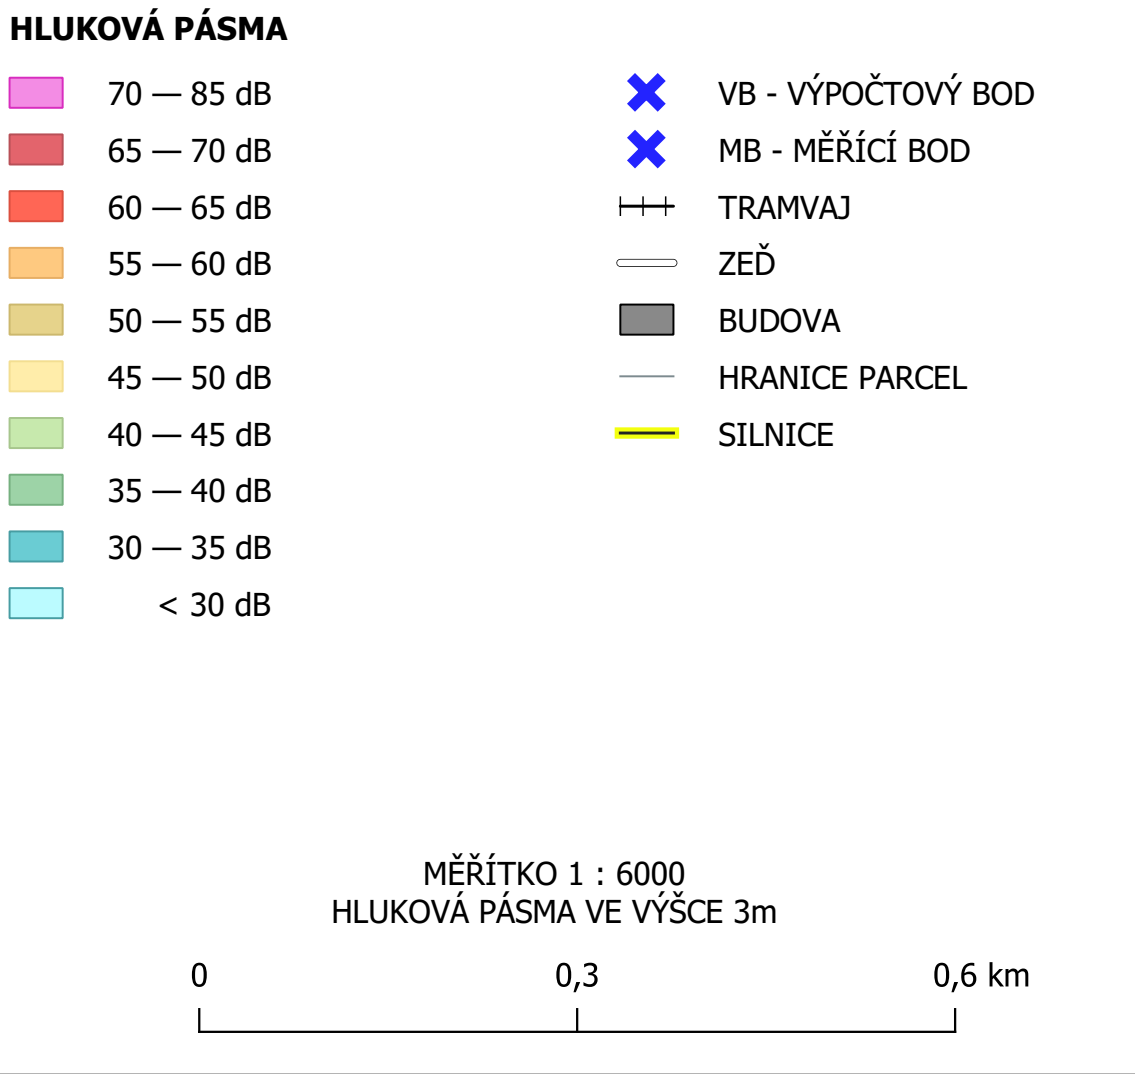 HLUKOVÁ PÁSMA
70 — 85 dB
65 — 70 dB
60 — 65 dB
55 — 60 dB
50 — 55 dB
45 — 50 dB
40 — 45 dB
35 — 40 dB
30 — 35 dB
< 30 dB
VB - VÝPOČTOVÝ BOD
MB - MĚŘÍCÍ BOD
TRAMVAJ
ZEĎ
BUDOVA
HRANICE PARCEL
SILNICE
MĚŘÍTKO 1 : 6000
HLUKOVÁ PÁSMA VE VÝŠCE 3m
0 0,3 0,6 km